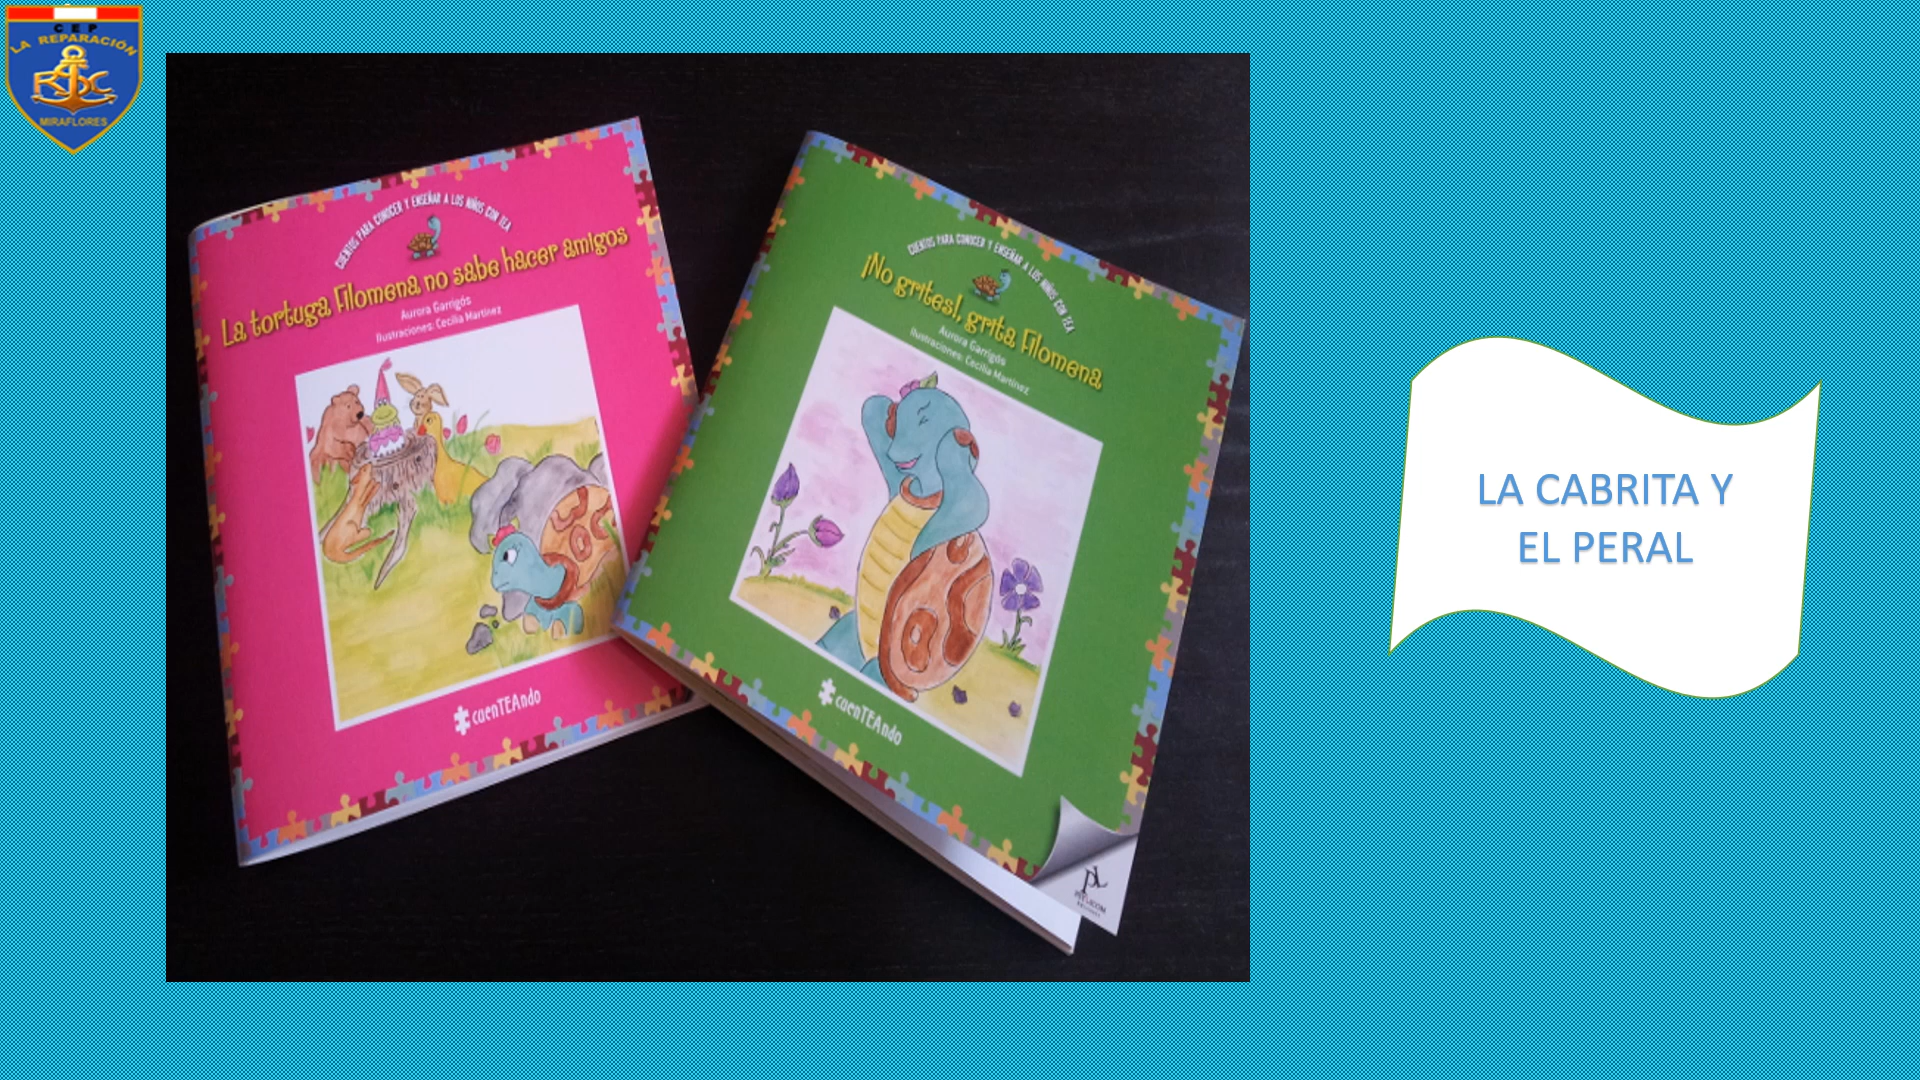 CEP
LA REPARACIÓN
MIRAFLORES
CUENTOS PARA CONOCER Y ENSEÑAR A LOS NIÑOS CON TEA
La tortuga Filomena no sabe hacer amigos
Aurora Garrigós
Ilustraciones: Cecilia Martínez
cuenTEAndo
CUENTOS PARA CONOCER Y ENSEÑAR A LOS NIÑOS CON TEA
¡No grites!, grita Filomena
Aurora Garrigós
Ilustraciones: Cecilia Martínez
cuenTEAndo
LA CABRITA Y
EL PERAL